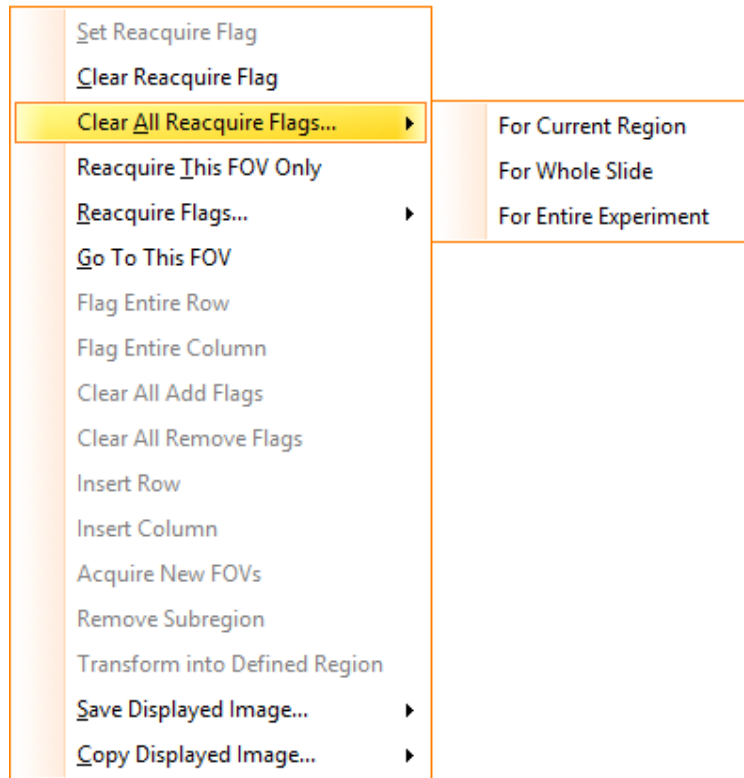 Set Reacquire Flag
Clear Reacquire Flag
Clear All Reacquire Flags...
For Current Region
For Whole Slide
For Entire Experiment
Reacquire This FOV Only
Reacquire Flags...
Go To This FOV
Flag Entire Row
Flag Entire Column
Clear All Add Flags
Clear All Remove Flags
Insert Row
Insert Column
Acquire New FOVs
Remove Subregion
Transform into Defined Region
Save Displayed Image...
Copy Displayed Image...